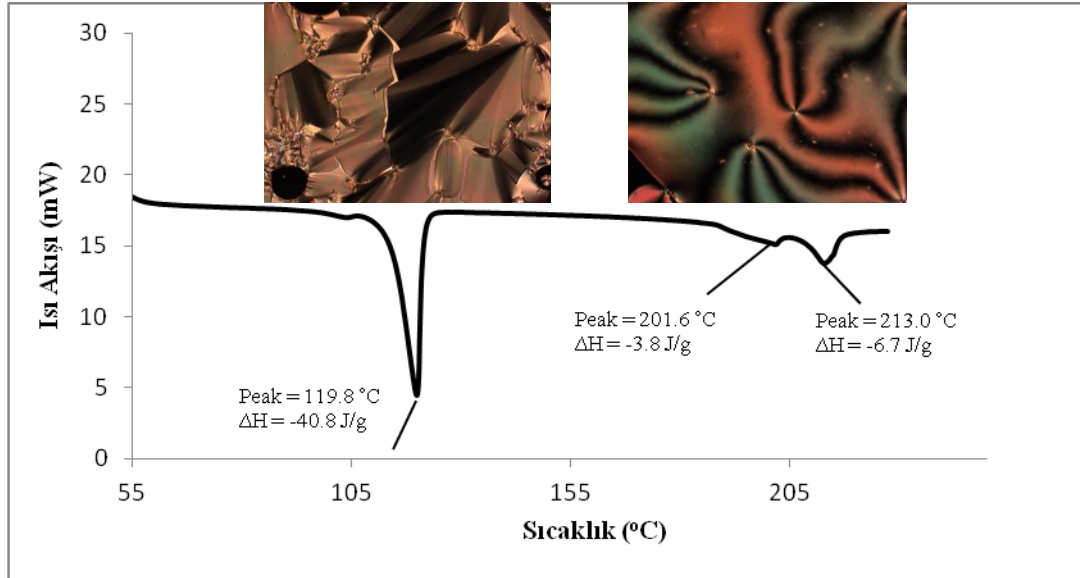 30
25
20
15
10
5
0
Isı Akışı (mW)
Peak = 201.6 °C
ΔH = -3.8 J/g
Peak = 213.0 °C
ΔH = -6.7 J/g
Peak = 119.8 °C
ΔH = -40.8 J/g
55
105
155
205
Sıcaklık (°C)